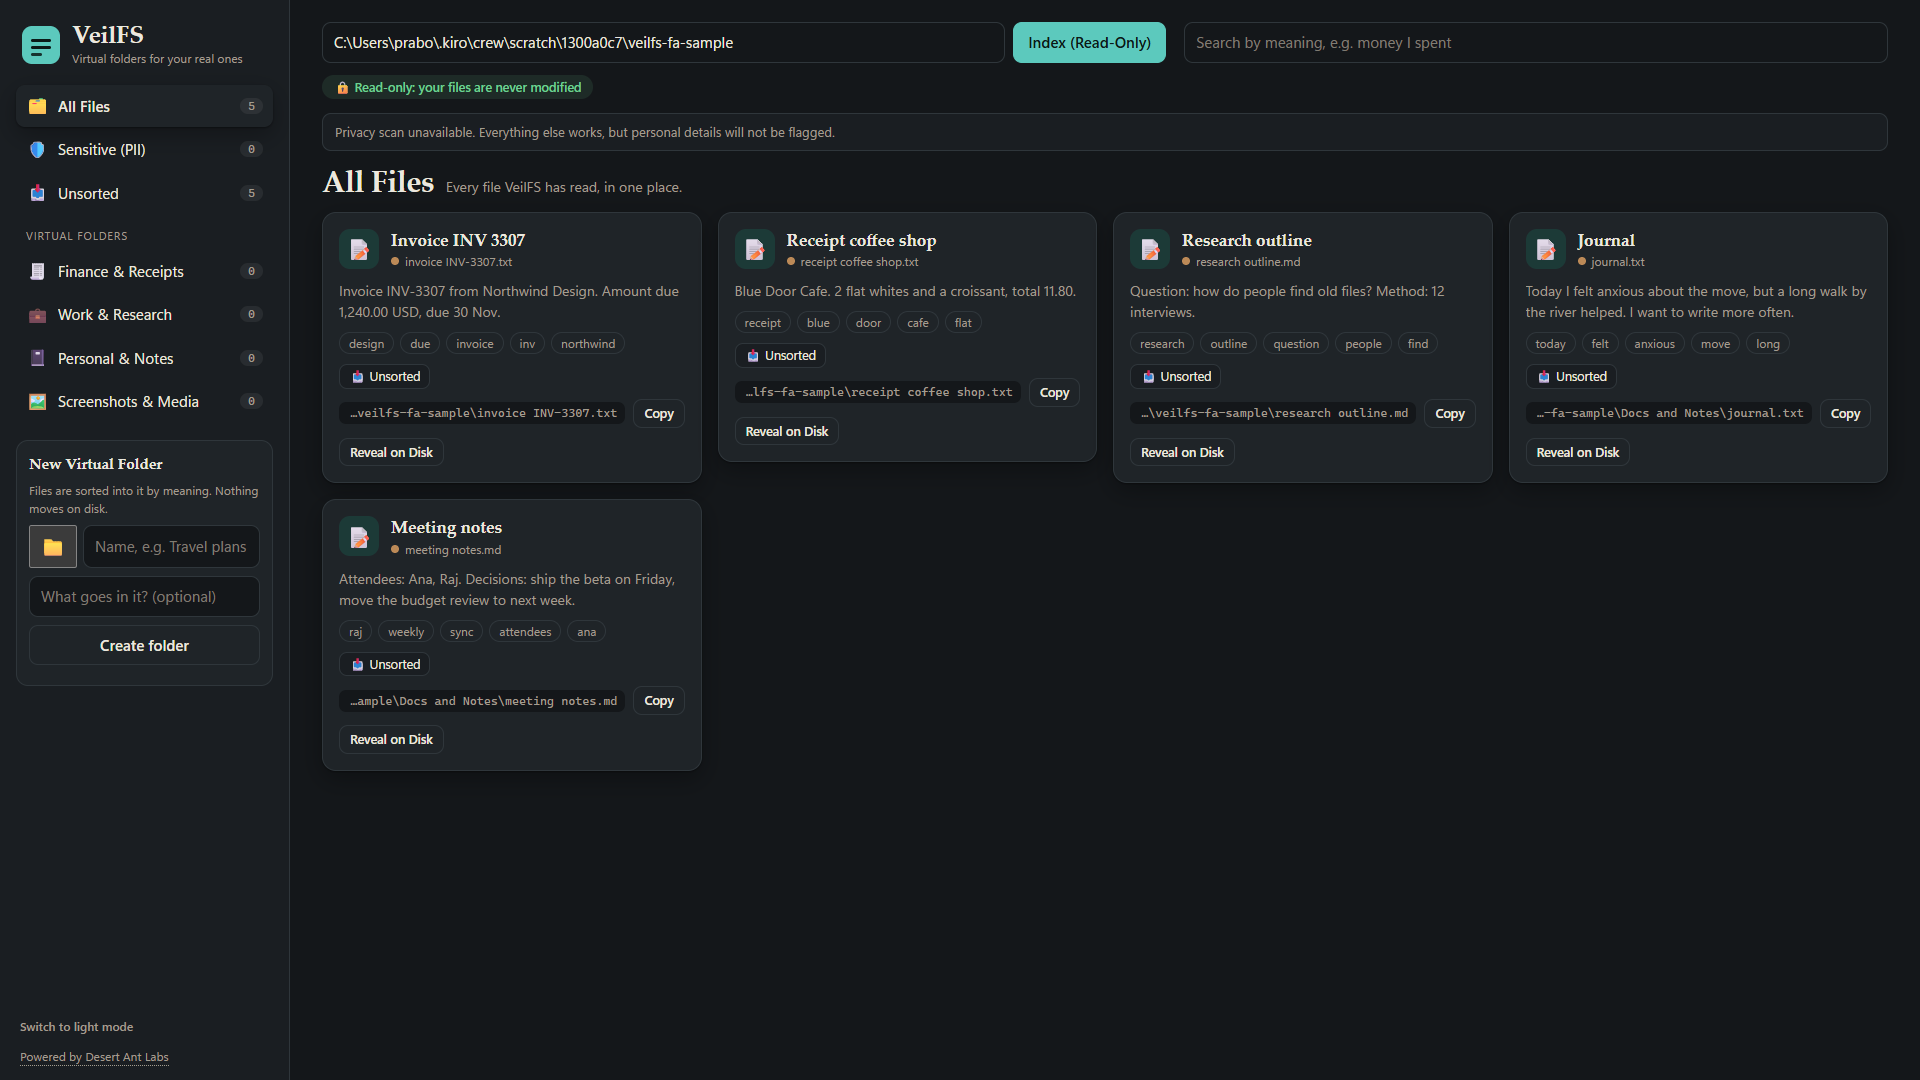 VeilFS
Virtual folders for your real ones
All Files 5
Sensitive (PII) 0
Unsorted 5
VIRTUAL FOLDERS
Finance & Receipts 0
Work & Research 0
Personal & Notes 0
Screenshots & Media 0
New Virtual Folder
Files are sorted into it by meaning. Nothing
moves on disk.
Name, e.g. Travel plans
What goes in it? (optional)
Create folder
Switch to light mode
Powered by Desert Ant Labs
C:\Users\prabo\.kiro\crew\scratch\1300a0c7\veilfs-fa-sample
Index (Read-Only)
Search by meaning, e.g. money I spent
Read-only: your files are never modified
Privacy scan unavailable. Everything else works, but personal details will not be flagged.
All Files Every file VeilFS has read, in one place.
Invoice INV 3307
invoice INV-3307.txt
Invoice INV-3307 from Northwind Design. Amount due
1,240.00 USD, due 30 Nov.
design due invoice inv northwind
Unsorted
…veilfs-fa-sample\invoice INV-3307.txt Copy
Reveal on Disk
Receipt coffee shop
receipt coffee shop.txt
Blue Door Cafe. 2 flat whites and a croissant, total 11.80.
receipt blue door cafe flat
Unsorted
…lfs-fa-sample\receipt coffee shop.txt Copy
Reveal on Disk
Research outline
research outline.md
Question: how do people find old files? Method: 12
interviews.
research outline question people find
Unsorted
…\veilfs-fa-sample\research outline.md Copy
Reveal on Disk
Journal
journal.txt
Today I felt anxious about the move, but a long walk by
the river helped. I want to write more often.
today felt anxious move long
Unsorted
…-fa-sample\Docs and Notes\journal.txt Copy
Reveal on Disk
Meeting notes
meeting notes.md
Attendees: Ana, Raj. Decisions: ship the beta on Friday,
move the budget review to next week.
raj weekly sync attendees ana
Unsorted
…ample\Docs and Notes\meeting notes.md Copy
Reveal on Disk